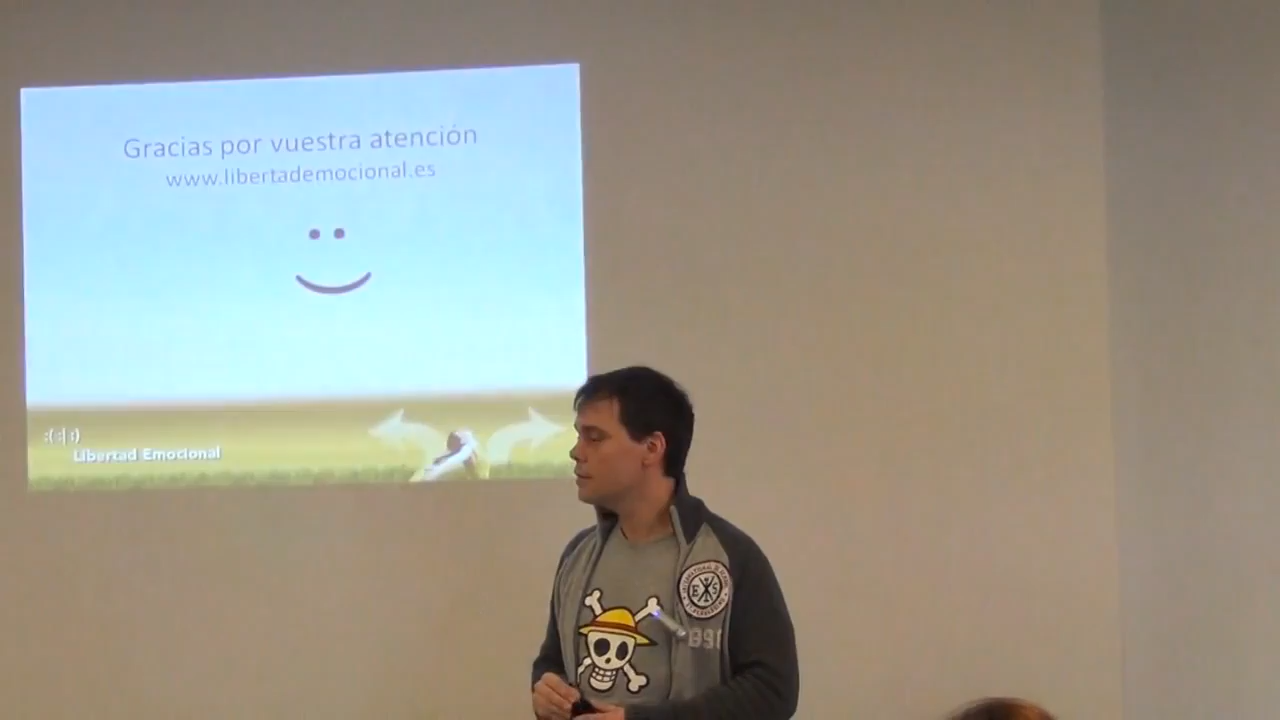 Gracias por vuestra atención
www.libertademocional.es
:( :| :)
Libertad Emocional
E S